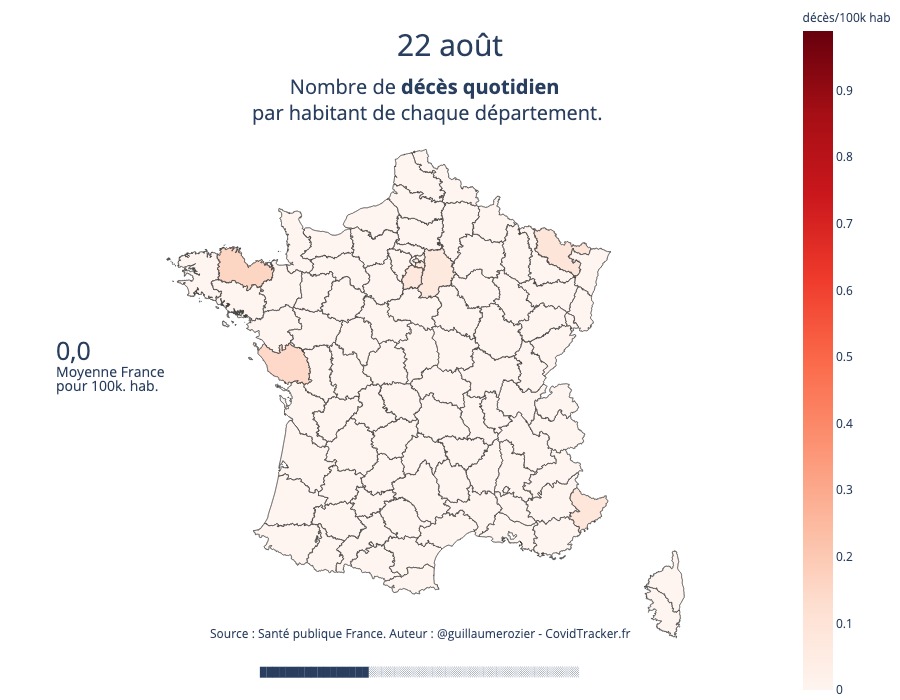 décès/100k hab
22 août
Nombre de décès quotidien
par habitant de chaque département.
0.9
0.8
0.7
0.6
0.5
0.4
0.3
0.2
0.1
0
0,0
Moyenne France
pour 100k. hab.
Source : Santé publique France. Auteur : @guillaumerozier - CovidTracker.fr